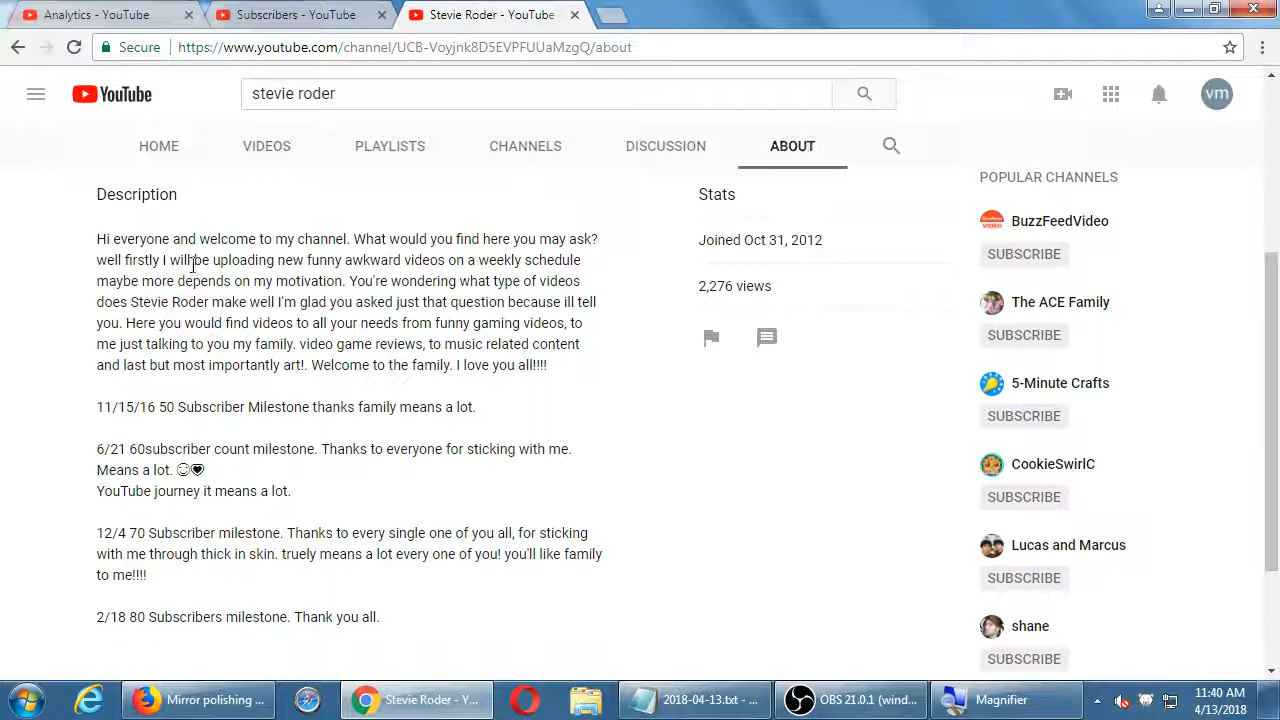 Analytics - YouTube
Subscribers - YouTube
Stevie Roder - YouTube
Secure
https://www.youtube.com/channel/UCB-Voyjnk8D5EVPFUUaMzgQ/about
YouTube
stevie roder
vm
HOME
VIDEOS
PLAYLISTS
CHANNELS
DISCUSSION
ABOUT
Description
Hi everyone and welcome to my channel. What would you find here you may ask?
well firstly I will be uploading new funny awkward videos on a weekly schedule
maybe more depends on my motivation. You're wondering what type of videos
does Stevie Roder make well I'm glad you asked just that question because ill tell
you. Here you would find videos to all your needs from funny gaming videos, to
me just talking to you my family. video game reviews, to music related content
and last but most importantly art!. Welcome to the family. I love you all!!!!
11/15/16 50 Subscriber Milestone thanks family means a lot.
6/21 60subscriber count milestone. Thanks to everyone for sticking with me.
Means a lot. ☺♥
YouTube journey it means a lot.
12/4 70 Subscriber milestone. Thanks to every single one of you all, for sticking
with me through thick in skin. truely means a lot every one of you! you'll like family
to me!!!!
2/18 80 Subscribers milestone. Thank you all.
Stats
Joined Oct 31, 2012
2,276 views
POPULAR CHANNELS
BuzzFeedVideo
SUBSCRIBE
The ACE Family
SUBSCRIBE
5-Minute Crafts
SUBSCRIBE
CookieSwirlC
SUBSCRIBE
Lucas and Marcus
SUBSCRIBE
shane
SUBSCRIBE
Mirror polishing ...
Stevie Roder - Y...
2018-04-13.txt - ...
OBS 21.0.1 (wind...
Magnifier
11:40 AM
4/13/2018